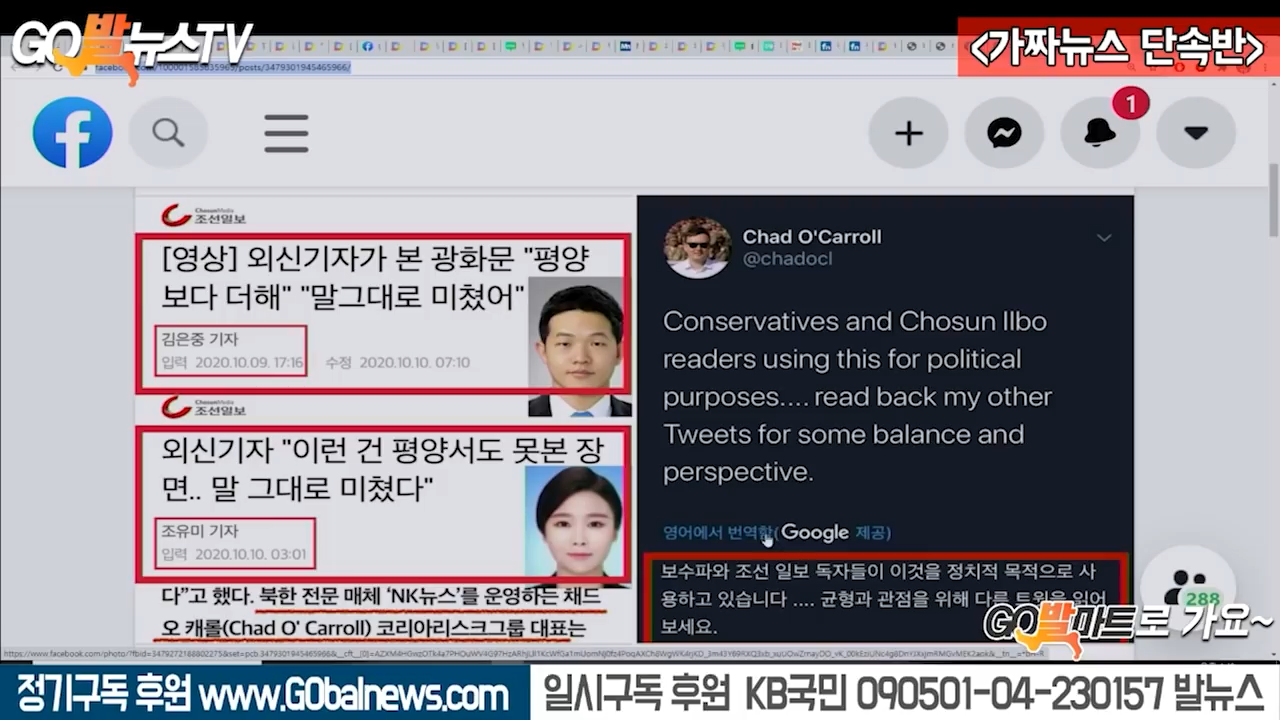 GO발뉴스TV
<가짜뉴스 단속반>
1
ChosunMedia
조선일보
[영상] 외신기자가 본 광화문 "평양
보다 더해" "말그대로 미쳤어"
김은중 기자
입력 2020.10.09. 17:16 수정 2020.10.10. 07:10
ChosunMedia
조선일보
외신기자 "이런 건 평양서도 못본 장
면.. 말 그대로 미쳤다"
조유미 기자
입력 2020.10.10. 03:01
다”고 했다. 북한 전문 매체 ‘NK뉴스’를 운영하는 채드
오 캐롤(Chad O' Carroll) 코리아리스크그룹 대표는
Chad O'Carroll
@chadocl
Conservatives and Chosun Ilbo
readers using this for political
purposes.... read back my other
Tweets for some balance and
perspective.
영어에서 번역함(Google 제공)
보수파와 조선 일보 독자들이 이것을 정치적 목적으로 사
용하고 있습니다 .... 균형과 관점을 위해 다른 트윗을 읽어
보세요.
288
GO발마트로 가요~
정기구독 후원 www.GObalnews.com
일시구독 후원 KB국민 090501-04-230157 발뉴스